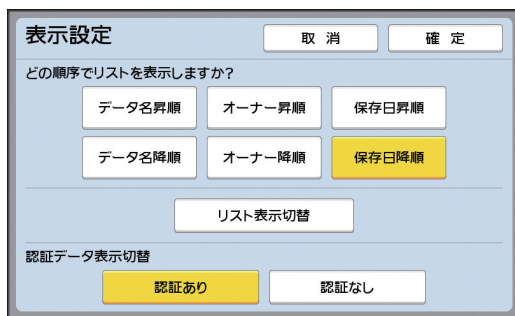 表示設定 取 消 確 定
どの順序でリストを表示しますか?
データ名昇順 オーナー昇順 保存日昇順
データ名降順 オーナー降順 保存日降順
リスト表示切替
認証データ表示切替
認証あり 認証なし